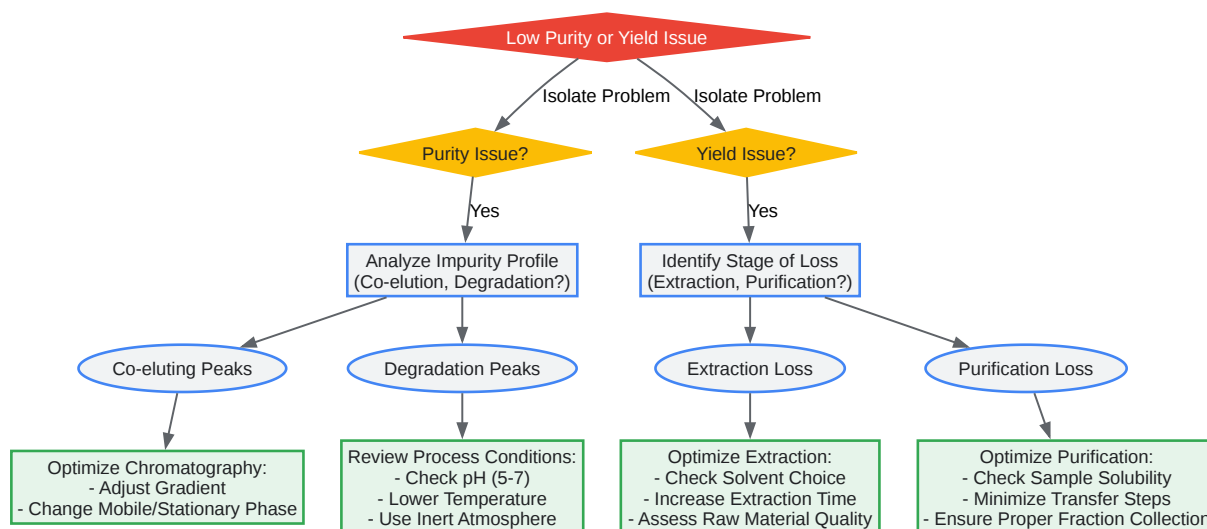 Low Purity or Yield Issue
Isolate Problem
Isolate Problem
Purity Issue?
Yield Issue?
Yes
Yes
Analyze Impurity Profile
(Co-elution, Degradation?)
Identify Stage of Loss
(Extraction, Purification?)
Co-eluting Peaks
Degradation Peaks
Extraction Loss
Purification Loss
Optimize Chromatography:
- Adjust Gradient
- Change Mobile/Stationary Phase
Review Process Conditions:
- Check pH (5-7)
- Lower Temperature
- Use Inert Atmosphere
Optimize Extraction:
- Check Solvent Choice
- Increase Extraction Time
- Assess Raw Material Quality
Optimize Purification:
- Check Sample Solubility
- Minimize Transfer Steps
- Ensure Proper Fraction Collection